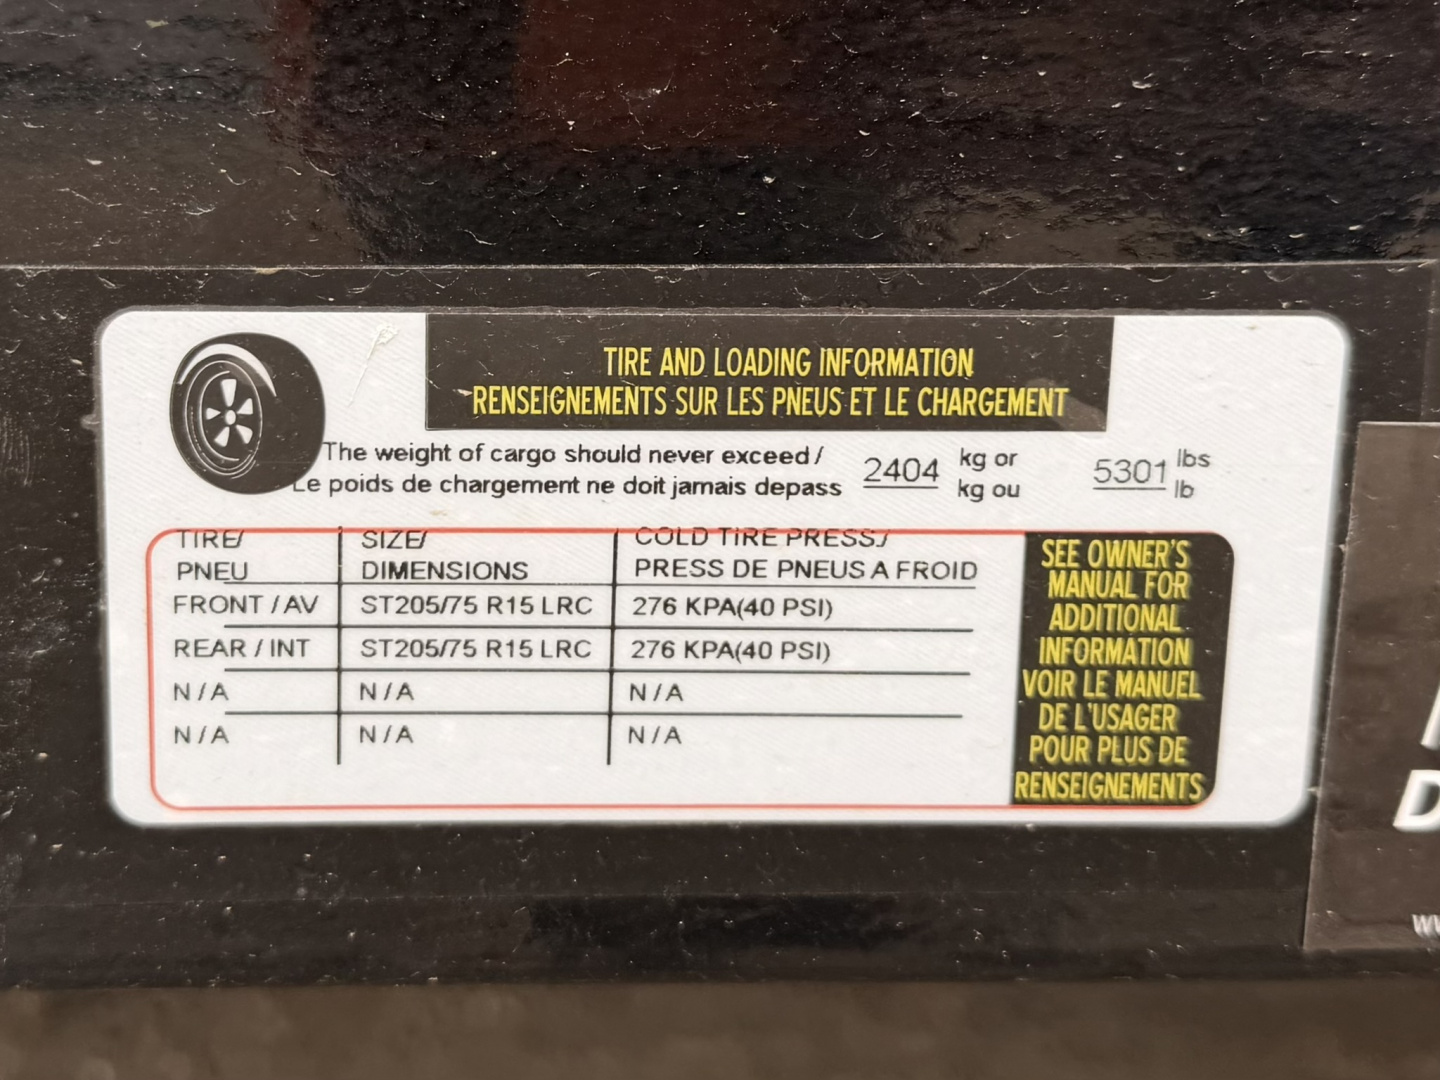 TIRE AND LOADING INFORMATION
RENSEIGNEMENTS SUR LES PNEUS ET LE CHARGEMENT
The weight of cargo should never exceed / 2404 kg or 5301 lbs
Le poids de chargement ne doit jamais depass kg ou lb
TIRE/ SIZE/ COLD TIRE PRESS./
PNEU DIMENSIONS PRESS DE PNEUS A FROID
FRONT / AV ST205/75 R15 LRC 276 KPA(40 PSI)
REAR / INT ST205/75 R15 LRC 276 KPA(40 PSI)
N / A N / A N / A
N / A N / A N / A
SEE OWNER'S
MANUAL FOR
ADDITIONAL
INFORMATION
VOIR LE MANUEL
DE L'USAGER
POUR PLUS DE
RENSEIGNEMENTS